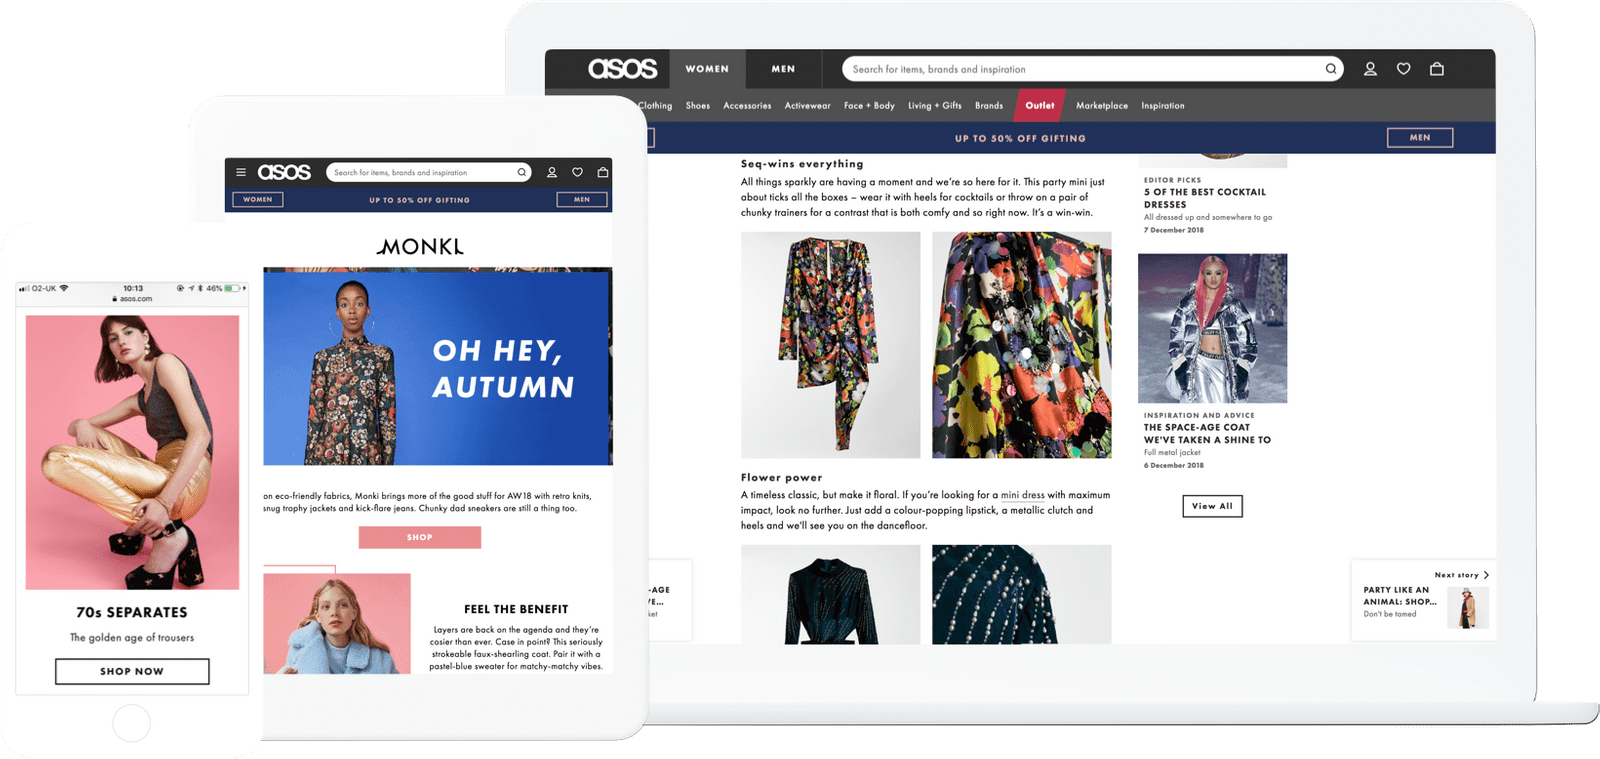 O2-UK
10:13
46%
asos.com
70s SEPARATES
The golden age of trousers
SHOP NOW
asos
Search for items, brands and inspiration
WOMEN
UP TO 50% OFF GIFTING
MEN
MONKI
OH HEY,
AUTUMN
on eco-friendly fabrics, Monki brings more of the good stuff for AW18 with retro knits,
snug trophy jackets and kick-flare jeans. Chunky dad sneakers are still a thing too.
SHOP
FEEL THE BENEFIT
Layers are back on the agenda and they're
cosier than ever. Case in point? This seriously
strokeable faux-shearling coat. Pair it with a
pastel-blue sweater for matchy-matchy vibes.
asos
WOMEN
MEN
Search for items, brands and inspiration
Clothing Shoes Accessories Activewear Face + Body Living + Gifts Brands Outlet Marketplace Inspiration
UP TO 50% OFF GIFTING
MEN
Seq-wins everything
All things sparkly are having a moment and we're so here for it. This party mini just
about ticks all the boxes – wear it with heels for cocktails or throw on a pair of
chunky trainers for a contrast that is both comfy and so right now. It's a win-win.
Flower power
A timeless classic, but make it floral. If you're looking for a mini dress with maximum
impact, look no further. Just add a colour-popping lipstick, a metallic clutch and
heels and we'll see you on the dancefloor.
EDITOR PICKS
5 OF THE BEST COCKTAIL
DRESSES
All dressed up and somewhere to go
7 December 2018
INSPIRATION AND ADVICE
THE SPACE-AGE COAT
WE'VE TAKEN A SHINE TO
Full metal jacket
6 December 2018
View All
-AGE
VE...
ket
Next story
PARTY LIKE AN
ANIMAL: SHOP...
Don't be tamed